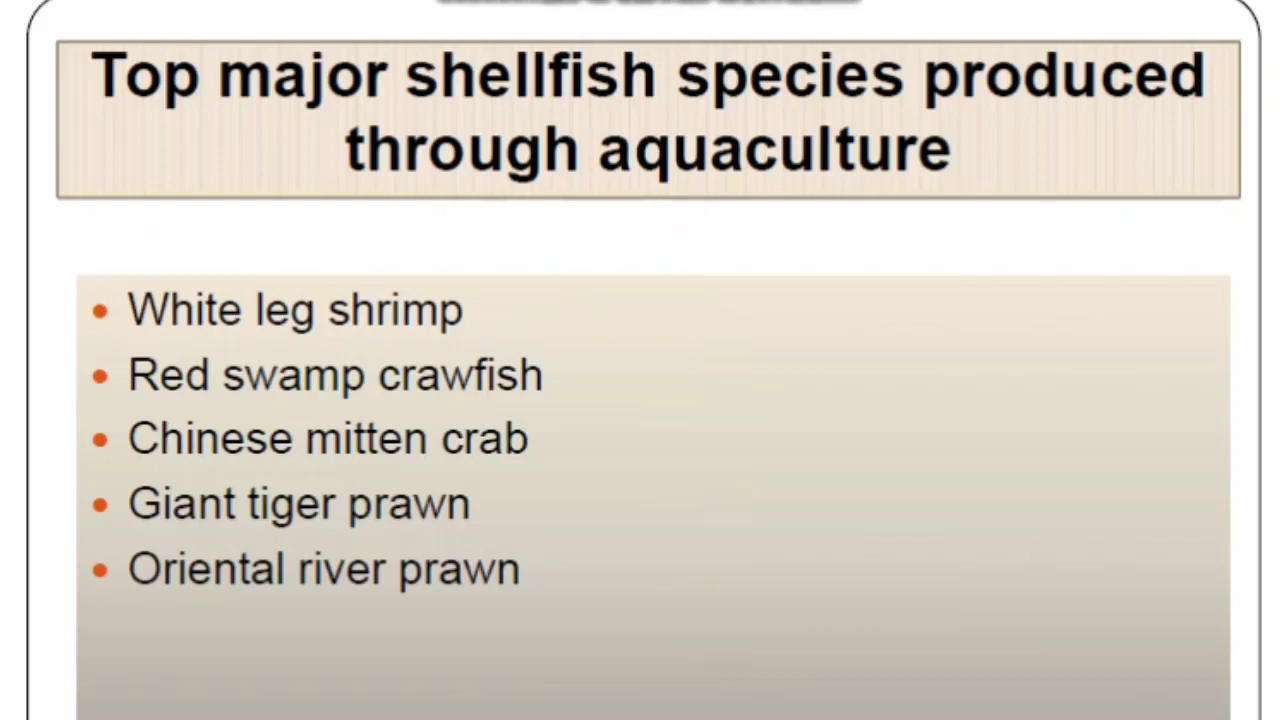 Top major shellfish species produced
through aquaculture
• White leg shrimp
• Red swamp crawfish
• Chinese mitten crab
• Giant tiger prawn
• Oriental river prawn